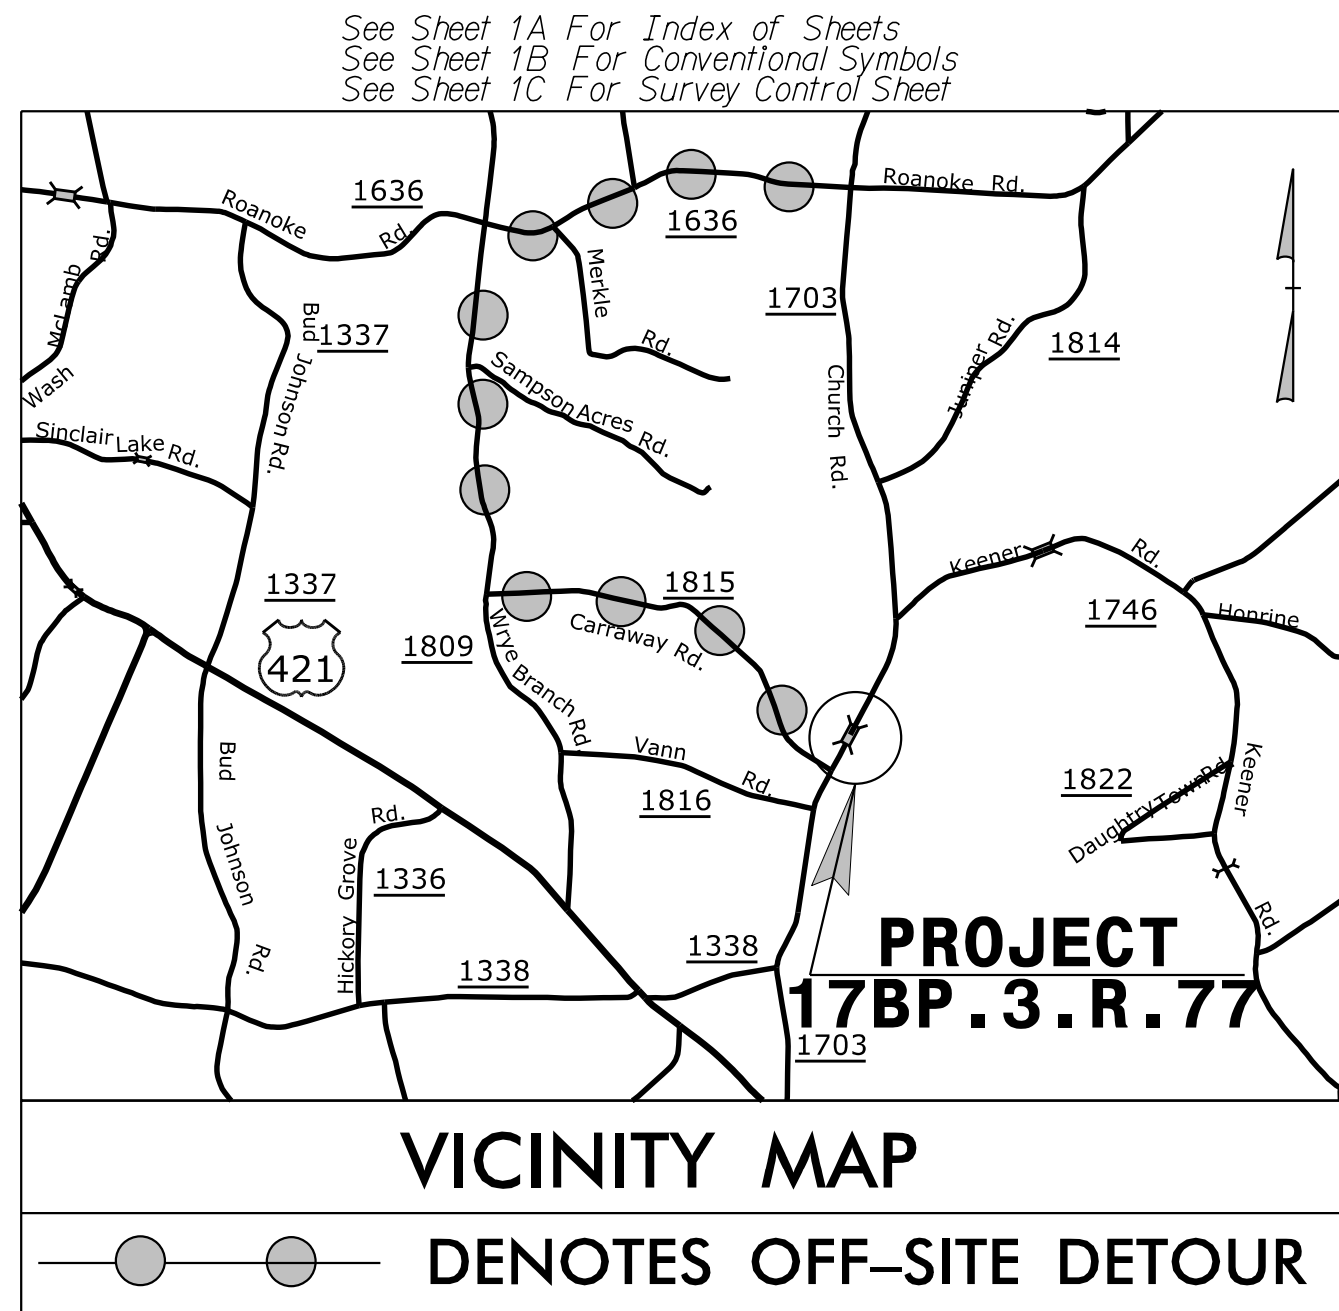 See Sheet 1A For Index of Sheets
See Sheet 1B For Conventional Symbols
See Sheet 1C For Survey Control Sheet
Roanoke Rd.
1636
Roanoke Rd.
1636
McLamb Rd.
Merkle Rd.
1703
Bud Johnson Rd.
1337
1814
Juniper Rd.
Wash
Sampson Acres Rd.
Church Rd.
Sinclair Lake Rd.
Keener Rd.
1337
1815
1746
Honrine
421
1809
Carraway Rd.
Wrye Branch Rd.
Vann Rd.
Bud Johnson Rd.
1816
1822
Keener Rd.
Daughtry Town Rd.
Rd.
Hickory Grove
1336
1338
1338
PROJECT
17BP.3.R.77
1703
VICINITY MAP
DENOTES OFF-SITE DETOUR